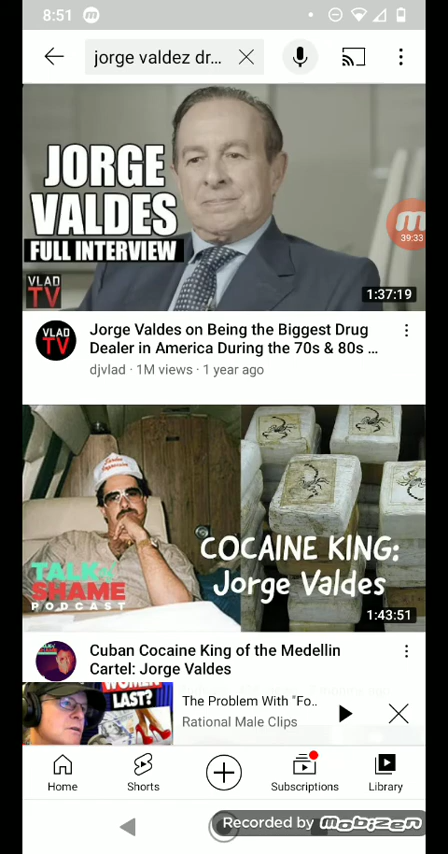 8:51
jorge valdez dr...
JORGE
VALDES
FULL INTERVIEW
VLAD
TV
39:33
1:37:19
VLAD
TV
Jorge Valdes on Being the Biggest Drug
Dealer in America During the 70s & 80s ...
djvlad · 1M views · 1 year ago
TALK N'
SHAME
PODCAST
COCAINE KING:
Jorge Valdes
1:43:51
Cuban Cocaine King of the Medellin
Cartel: Jorge Valdes
LAST?
The Problem With "Fo..
Rational Male Clips
Home
Shorts
Subscriptions
Library
Recorded by mobizen